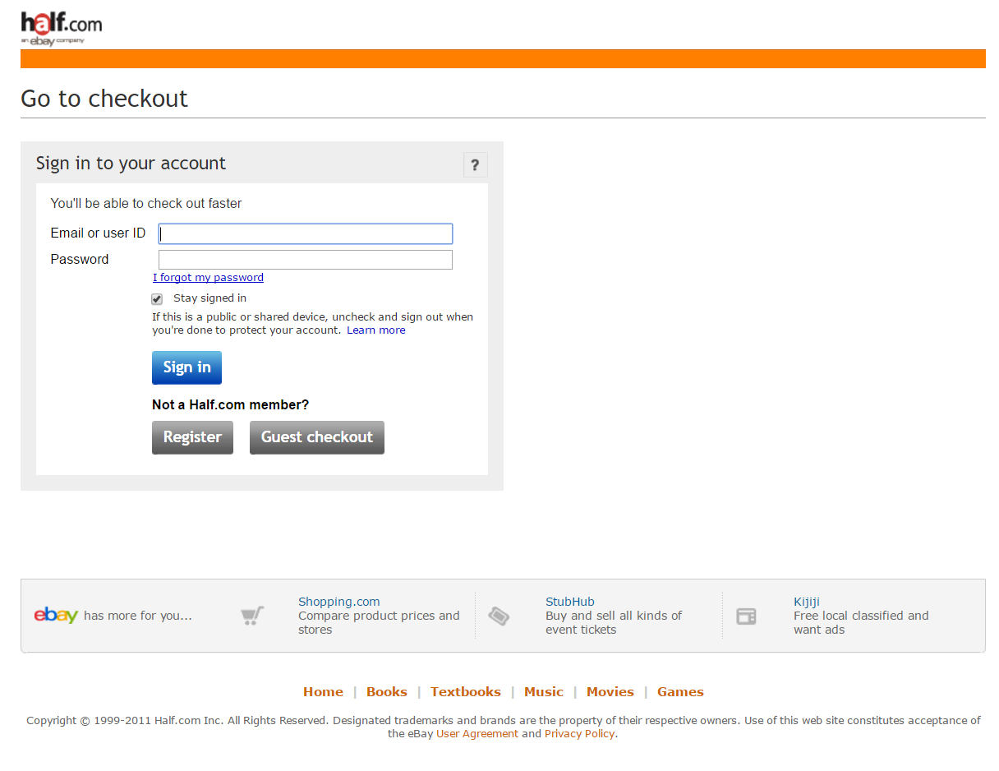 half.com
an ebay company
Go to checkout
Sign in to your account
?
You'll be able to check out faster
Email or user ID
Password
I forgot my password
Stay signed in
If this is a public or shared device, uncheck and sign out when
you're done to protect your account. Learn more
Sign in
Not a Half.com member?
Register Guest checkout
ebay has more for you...
Shopping.com
Compare product prices and
stores
StubHub
Buy and sell all kinds of
event tickets
Kijiji
Free local classified and
want ads
Home | Books | Textbooks | Music | Movies | Games
Copyright © 1999-2011 Half.com Inc. All Rights Reserved. Designated trademarks and brands are the property of their respective owners. Use of this web site constitutes acceptance of
the eBay User Agreement and Privacy Policy.